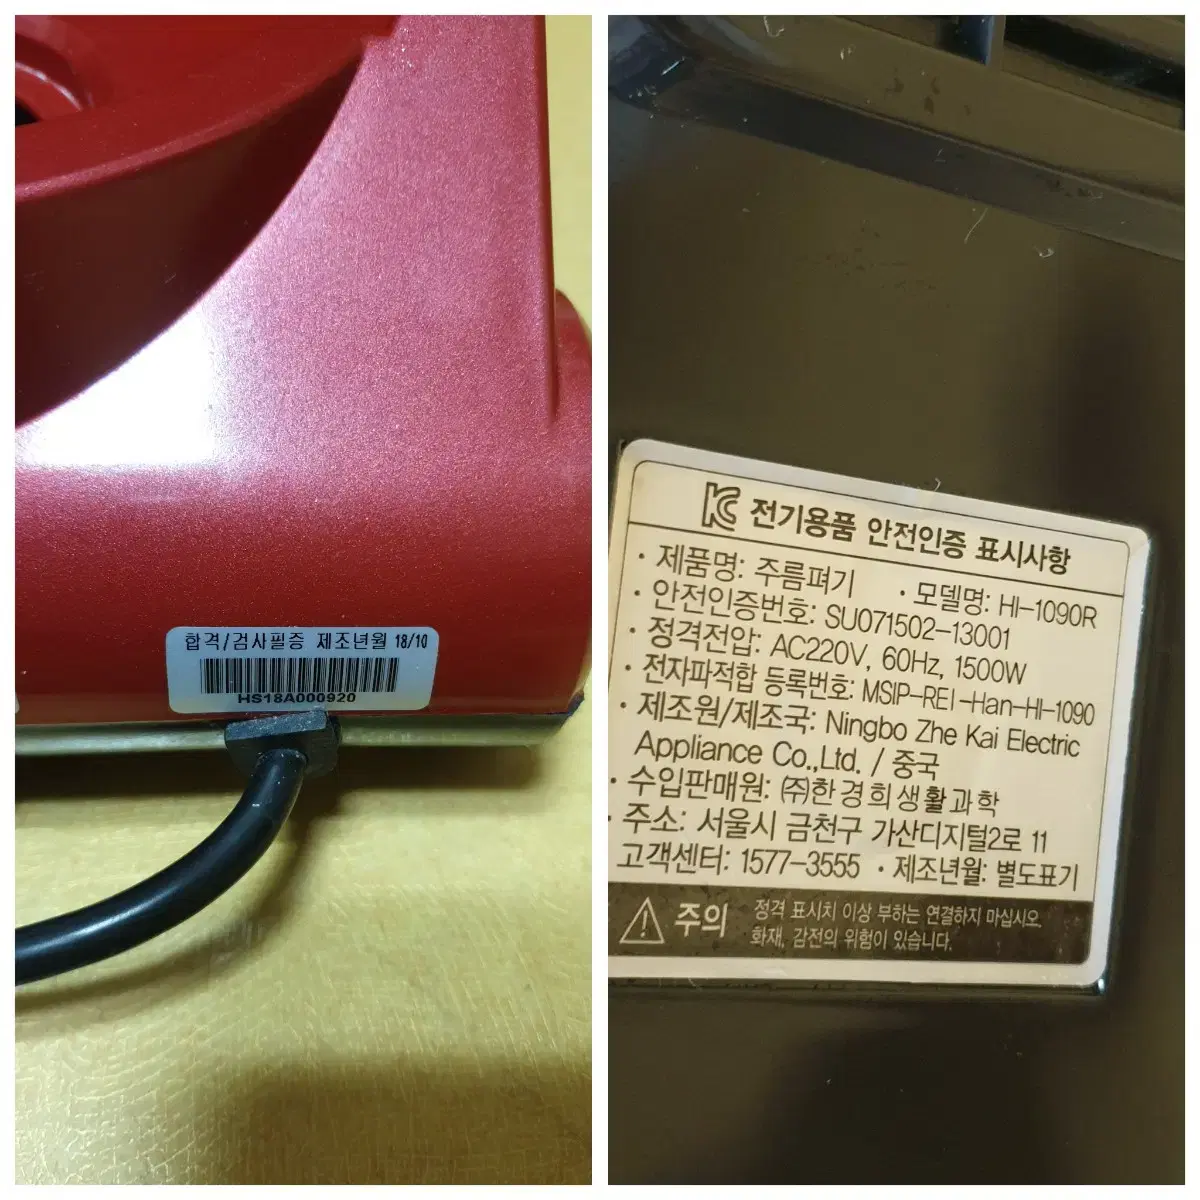 합격/검사필증 제조년월 18/10
HS18A000920
KC 전기용품 안전인증 표시사항
· 제품명: 주름펴기 · 모델명: HI-1090R
· 안전인증번호: SU071502-13001
· 정격전압: AC220V, 60Hz, 1500W
· 전자파적합 등록번호: MSIP-REI-Han-HI-1090
· 제조원/제조국: Ningbo Zhe Kai Electric
Appliance Co.,Ltd. / 중국
· 수입판매원: ㈜한경희생활과학
· 주소: 서울시 금천구 가산디지털2로 11
고객센터: 1577-3555 · 제조년월: 별도표기
주의
정격 표시치 이상 부하는 연결하지 마십시오.
화재, 감전의 위험이 있습니다.